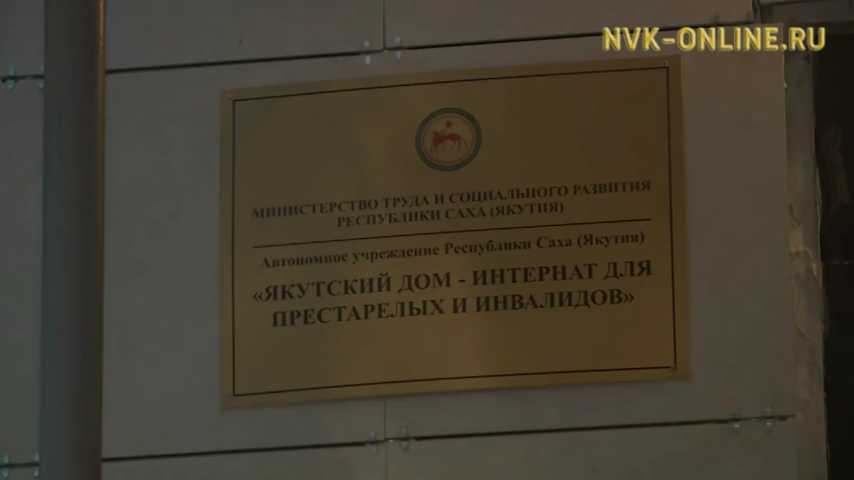 NVK-ONLINE.RU
МИНИСТЕРСТВО ТРУДА И СОЦИАЛЬНОГО РАЗВИТИЯ
РЕСПУБЛИКИ САХА (ЯКУТИЯ)
Автономное учреждение Республики Саха (Якутия)
«ЯКУТСКИЙ ДОМ - ИНТЕРНАТ ДЛЯ
ПРЕСТАРЕЛЫХ И ИНВАЛИДОВ»